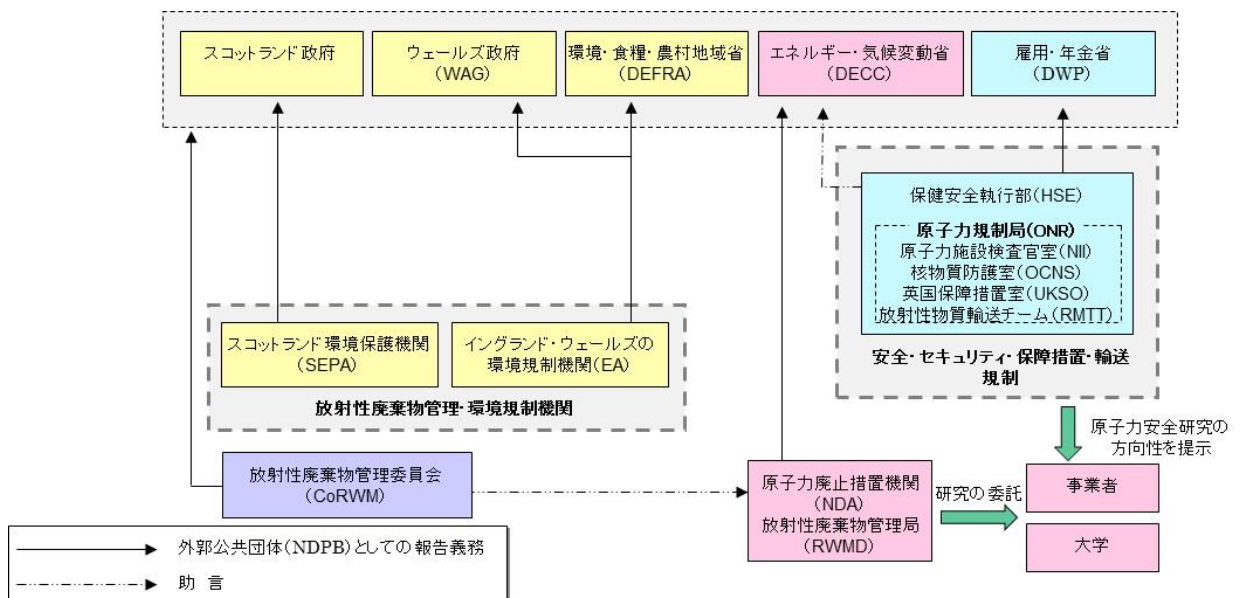 スコットランド政府
ウェールズ政府
(WAG)
環境・食糧・農村地域省
(DEFRA)
エネルギー・気候変動省
(DECC)
雇用・年金省
(DWP)
保健安全執行部(HSE)
原子力規制局(ONR)
原子力施設検査官室(NII)
核物質防護室(OCNS)
英国保障措置室(UKSO)
放射性物質輸送チーム(RMTT)
安全・セキュリティ・保障措置・輸送
規制
スコットランド環境保護機関
(SEPA)
イングランド・ウェールズの
環境規制機関(EA)
放射性廃棄物管理・環境規制機関
原子力安全研究の
方向性を提示
放射性廃棄物管理委員会
(CoRWM)
原子力廃止措置機関
(NDA)
放射性廃棄物管理局
(RWMD)
研究の委託
事業者
大学
外郭公共団体(NDPB)としての報告義務
助 言